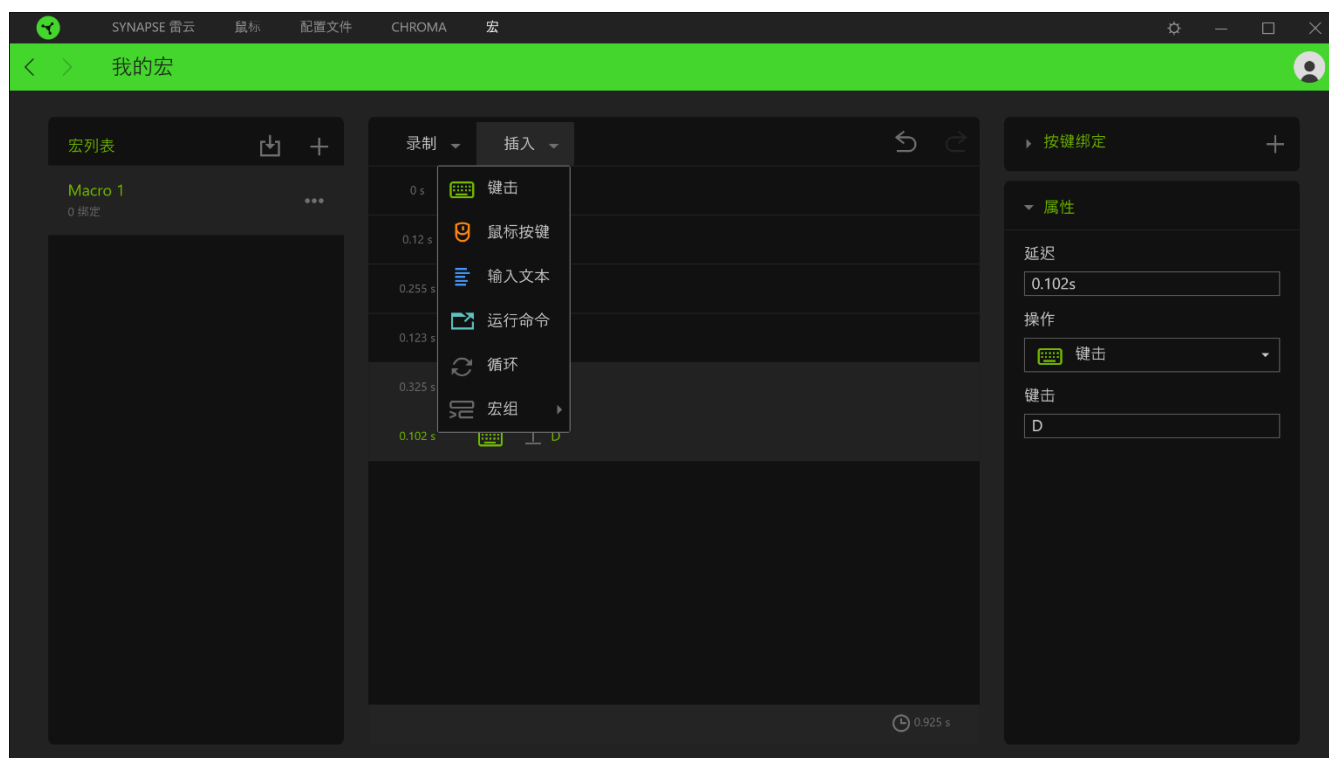 SYNAPSE 雷云 鼠标 配置文件 CHROMA 宏
我的宏
宏列表
Macro 1
0 绑定
录制 插入
0 s
0.12 s
0.255 s
0.123 s
0.325 s
0.102 s D
键击
鼠标按键
输入文本
运行命令
循环
宏组
0.925 s
按键绑定
属性
延迟
0.102s
操作
键击
键击
D